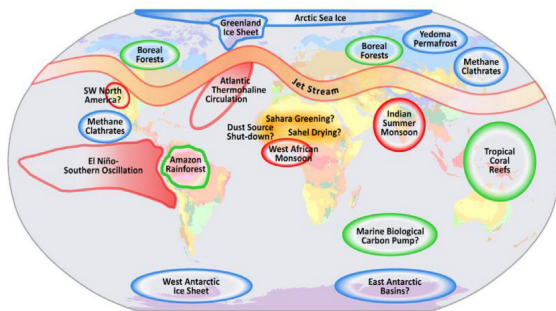 Arctic Sea Ice
Greenland
Ice Sheet
Yedoma
Permafrost
Boreal
Forests
Boreal
Forests
Methane
Clathrates
Jet Stream
SW North
America?
Atlantic
Thermohaline
Circulation
Indian
Summer
Monsoon
Methane
Clathrates
Sahara Greening?
Dust Source
Shut-down?
Sahel Drying?
West African
Monsoon
El Niño-
Southern Oscillation
Amazon
Rainforest
Tropical
Coral
Reefs
Marine Biological
Carbon Pump?
West Antarctic
Ice Sheet
East Antarctic
Basins?